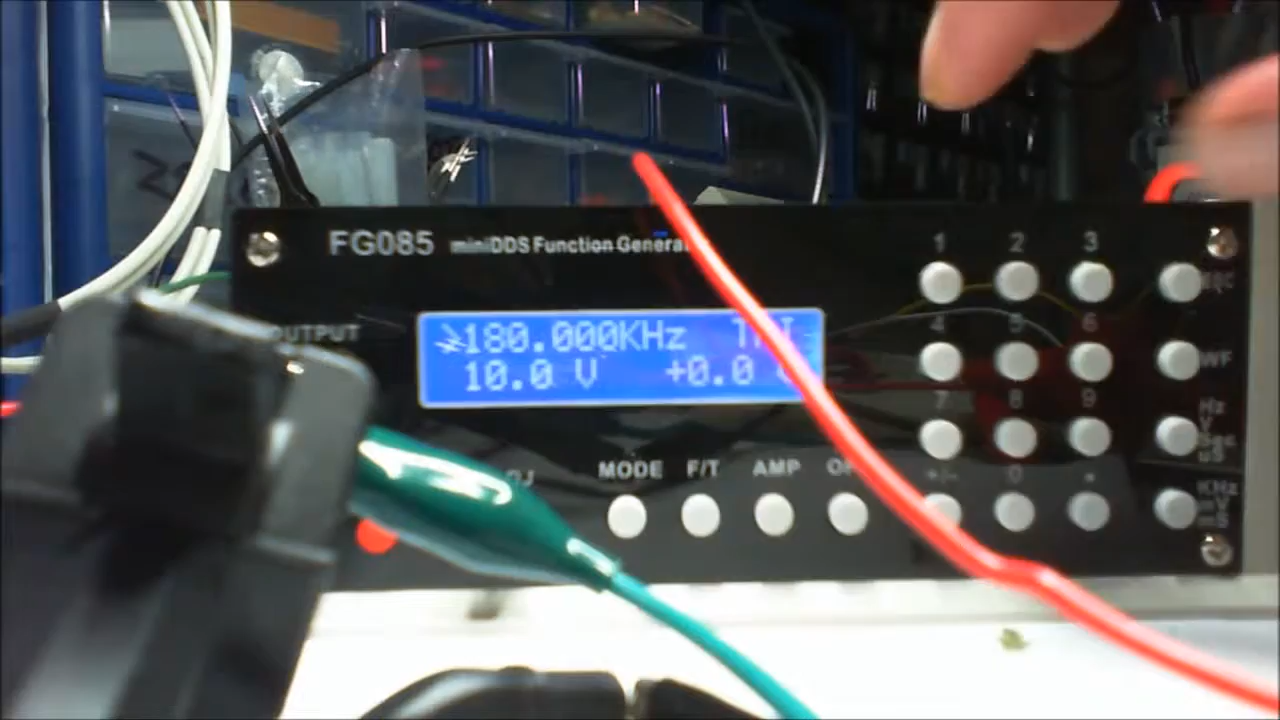 FG085 miniDDS Function Genera
1 2 3
ESC
OUTPUT
180.000KHz
10.0 V +0.0
4 5 6
WF
7 8 9
Hz
V
Sec
uS
MODE F/T AMP
+/- 0 .
KHz
mV
mS